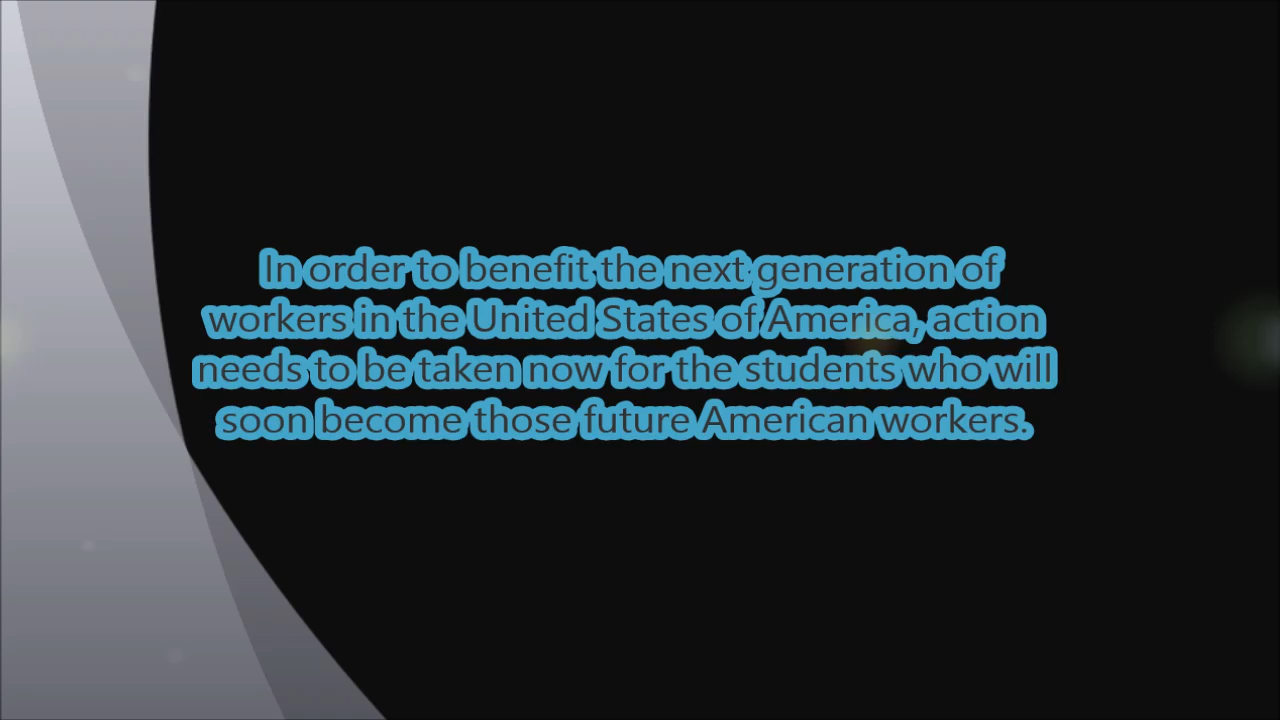 In order to benefit the next generation of
workers in the United States of America, action
needs to be taken now for the students who will
soon become those future American workers.